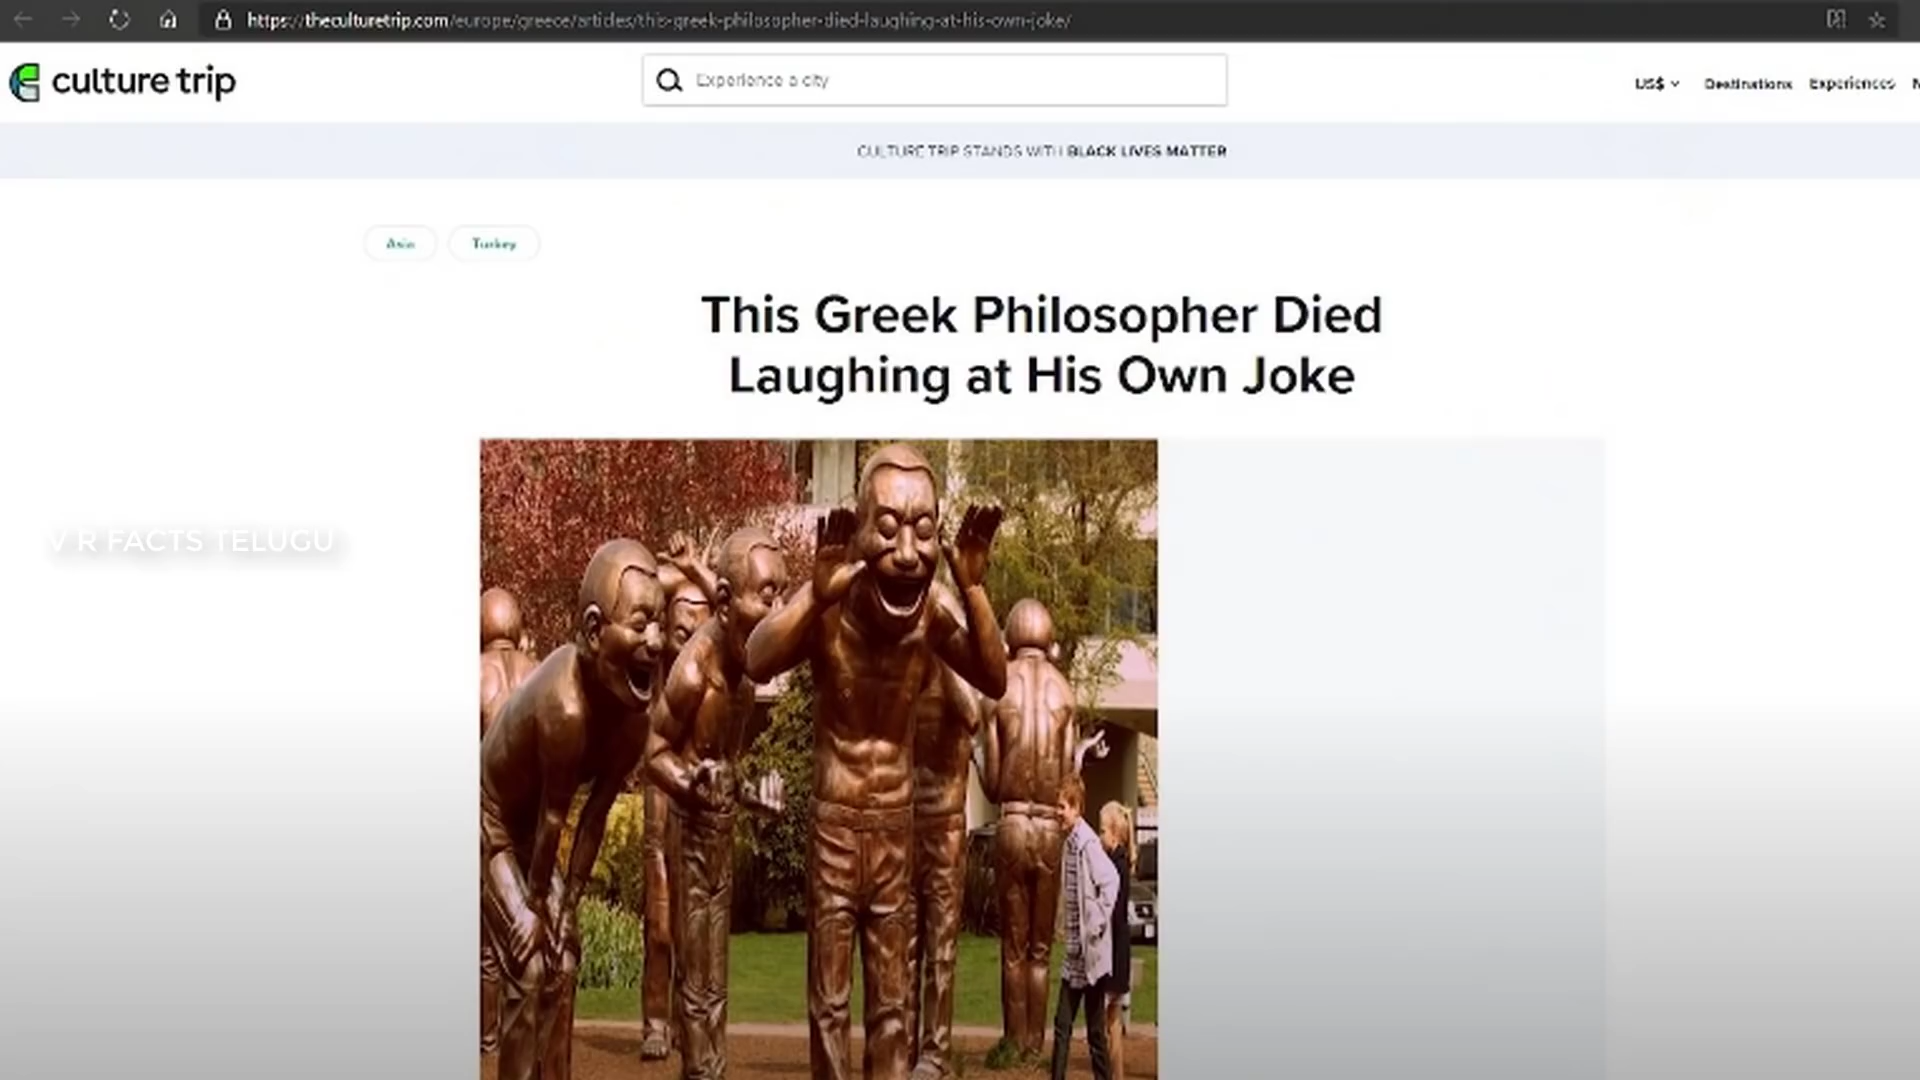 https://theculturetrip.com/europe/greece/articles/this-greek-philosopher-died-laughing-at-his-own-joke/
culture trip
Experience a city
US$
Destinations
Experiences
CULTURE TRIP STANDS WITH BLACK LIVES MATTER
Asia
Turkey
This Greek Philosopher Died
Laughing at His Own Joke
V R FACTS TELUGU